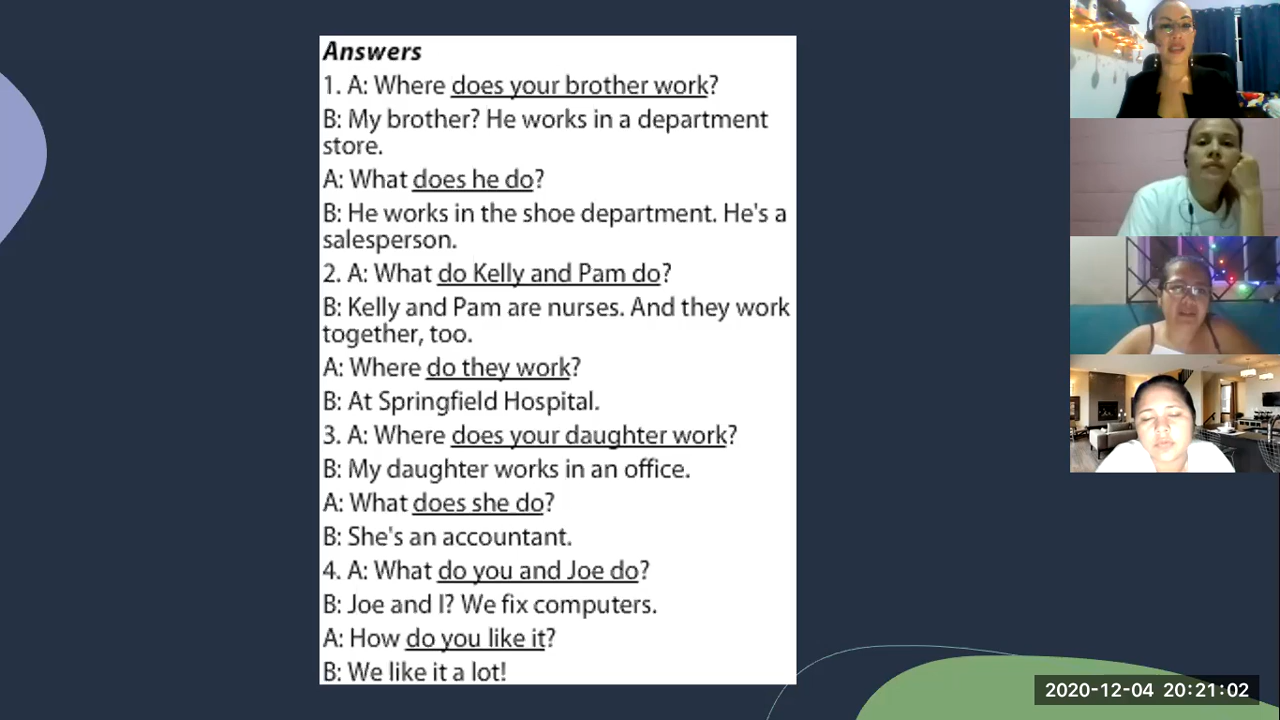 Answers
1. A: Where does your brother work?
B: My brother? He works in a department
store.
A: What does he do?
B: He works in the shoe department. He's a
salesperson.
2. A: What do Kelly and Pam do?
B: Kelly and Pam are nurses. And they work
together, too.
A: Where do they work?
B: At Springfield Hospital.
3. A: Where does your daughter work?
B: My daughter works in an office.
A: What does she do?
B: She's an accountant.
4. A: What do you and Joe do?
B: Joe and I? We fix computers.
A: How do you like it?
B: We like it a lot!
2020-12-04 20:21:02